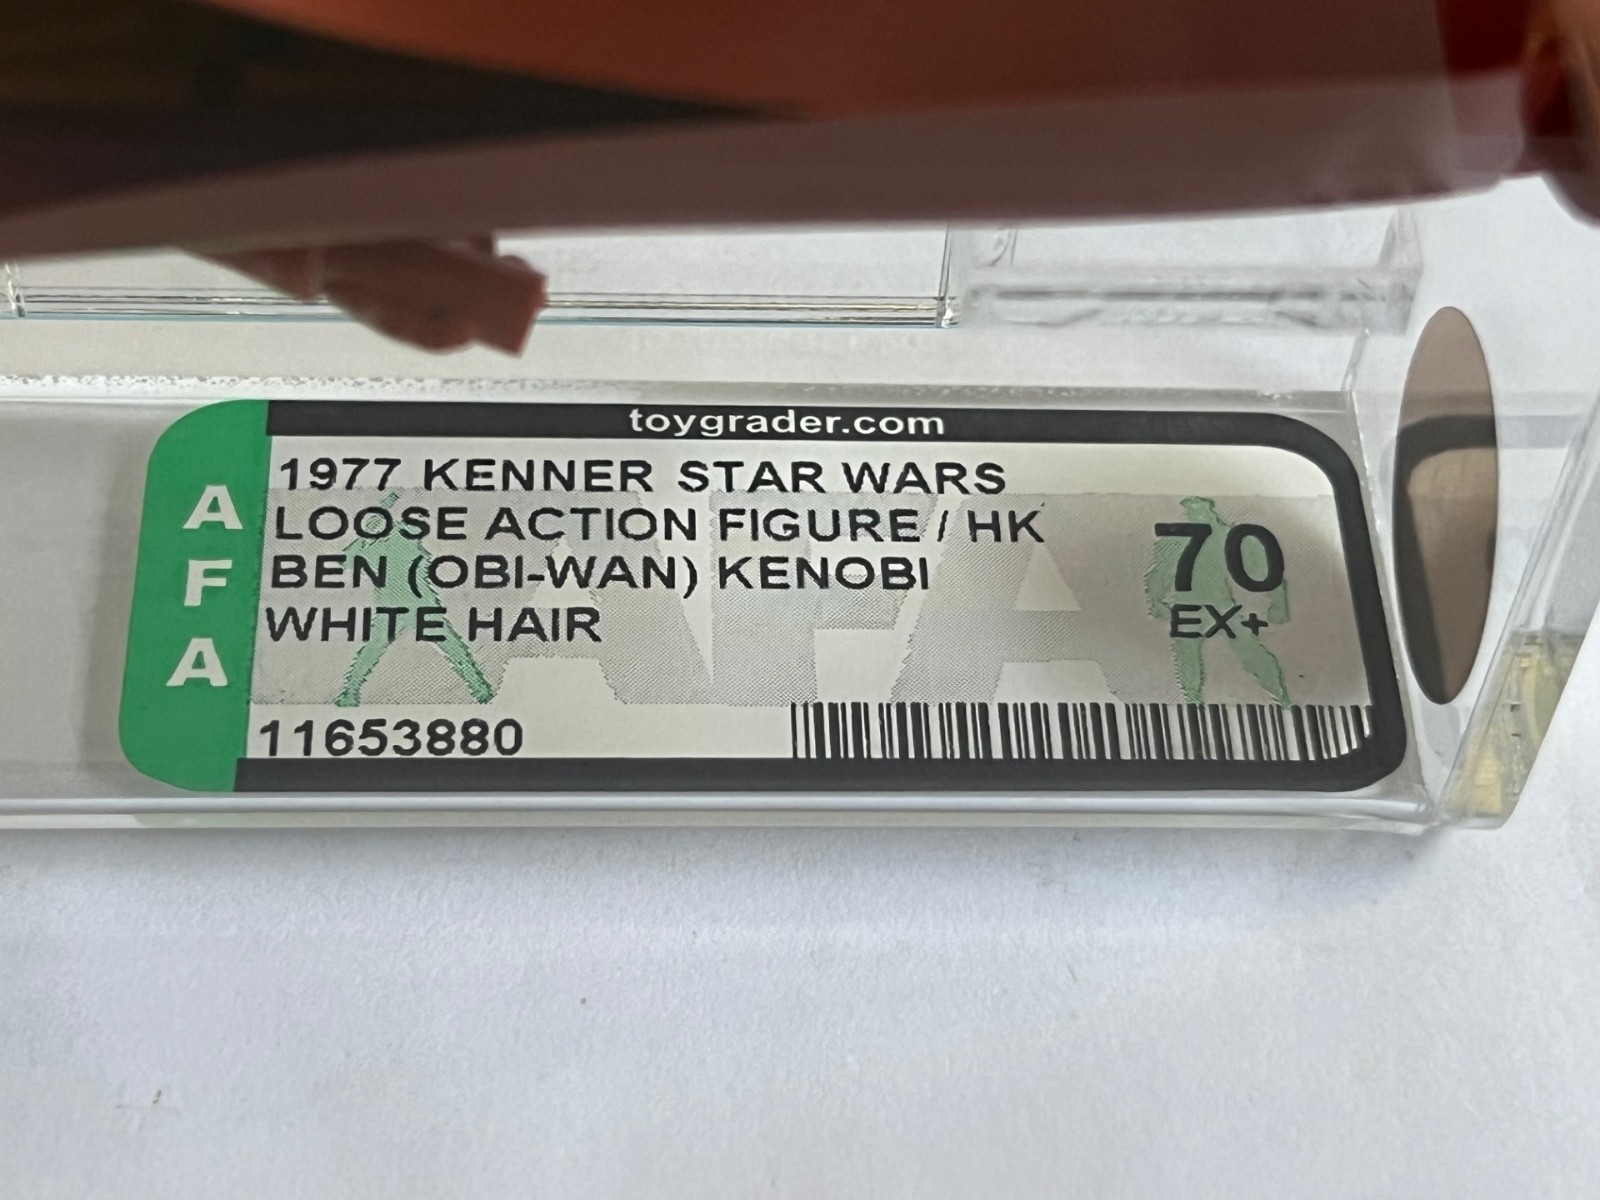 toygrader.com
AFA
1977 KENNER STAR WARS
LOOSE ACTION FIGURE / HK
BEN (OBI-WAN) KENOBI
WHITE HAIR
70
EX+
11653880